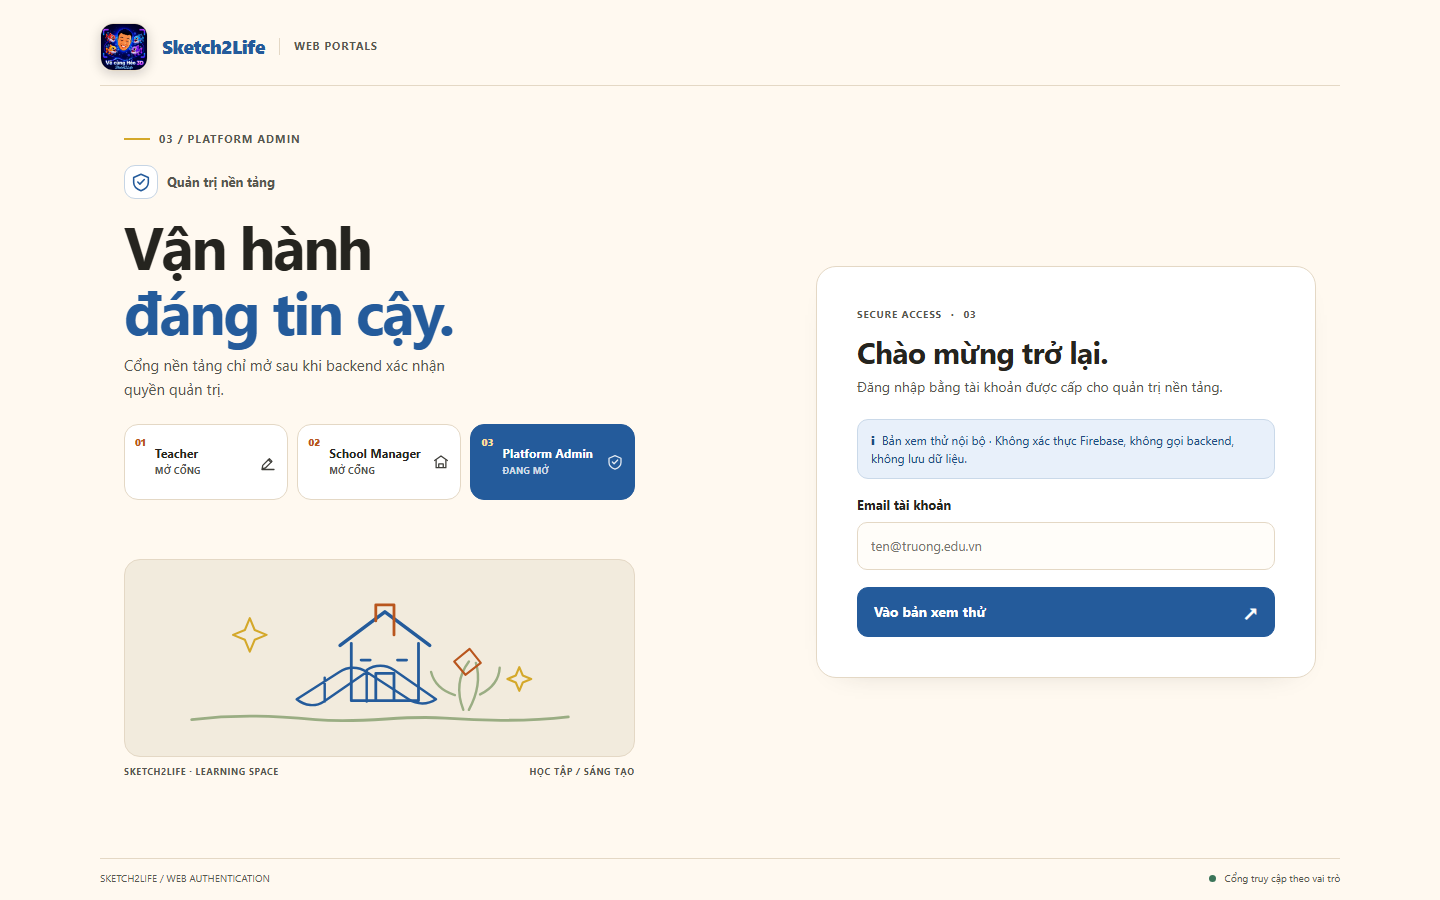 Vẽ cùng Héo 3D
Sketch2Life
WEB PORTALS
03 / PLATFORM ADMIN
Quản trị nền tảng
Vận hành
đáng tin cậy.
Cổng nền tảng chỉ mở sau khi backend xác nhận
quyền quản trị.
01
Teacher
MỞ CỔNG
02
School Manager
MỞ CỔNG
03
Platform Admin
ĐANG MỞ
SKETCH2LIFE · LEARNING SPACE
HỌC TẬP / SÁNG TẠO
SECURE ACCESS · 03
Chào mừng trở lại.
Đăng nhập bằng tài khoản được cấp cho quản trị nền tảng.
i Bản xem thử nội bộ · Không xác thực Firebase, không gọi backend,
không lưu dữ liệu.
Email tài khoản
ten@truong.edu.vn
Vào bản xem thử ↗
SKETCH2LIFE / WEB AUTHENTICATION
Cổng truy cập theo vai trò